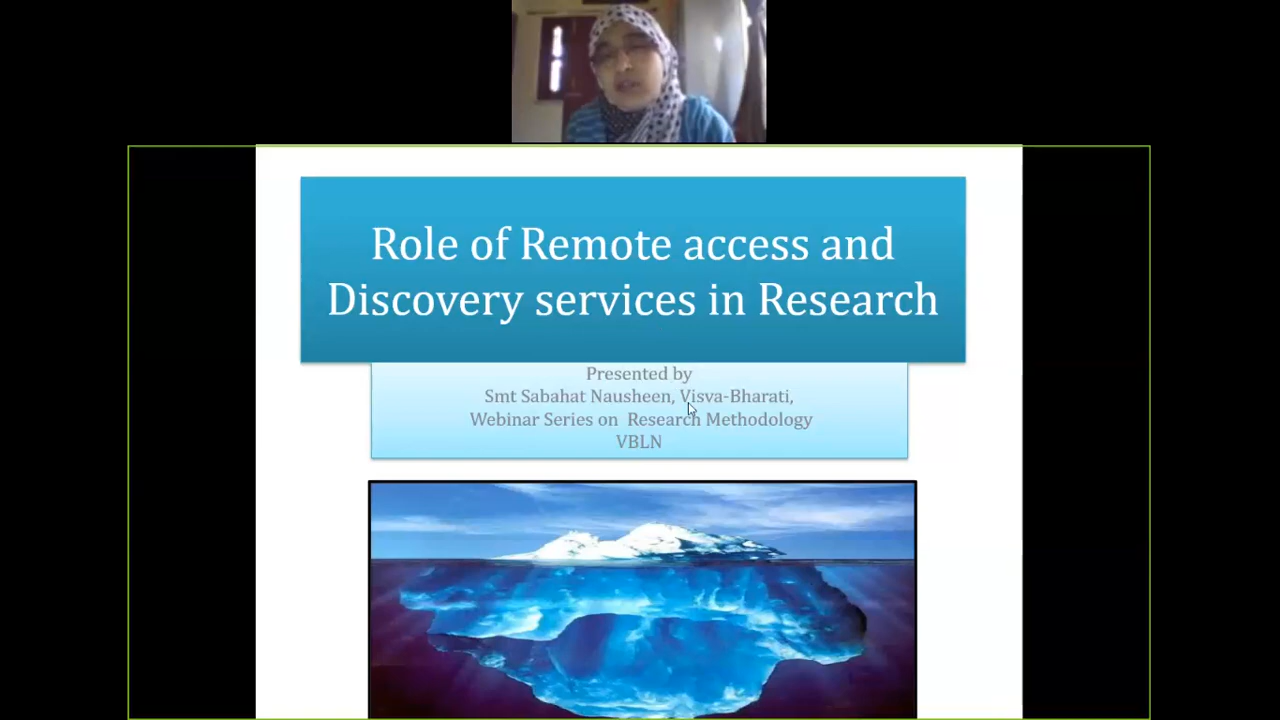 Role of Remote access and
Discovery services in Research
Presented by
Smt Sabahat Nausheen, Visva-Bharati,
Webinar Series on  Research Methodology
VBLN